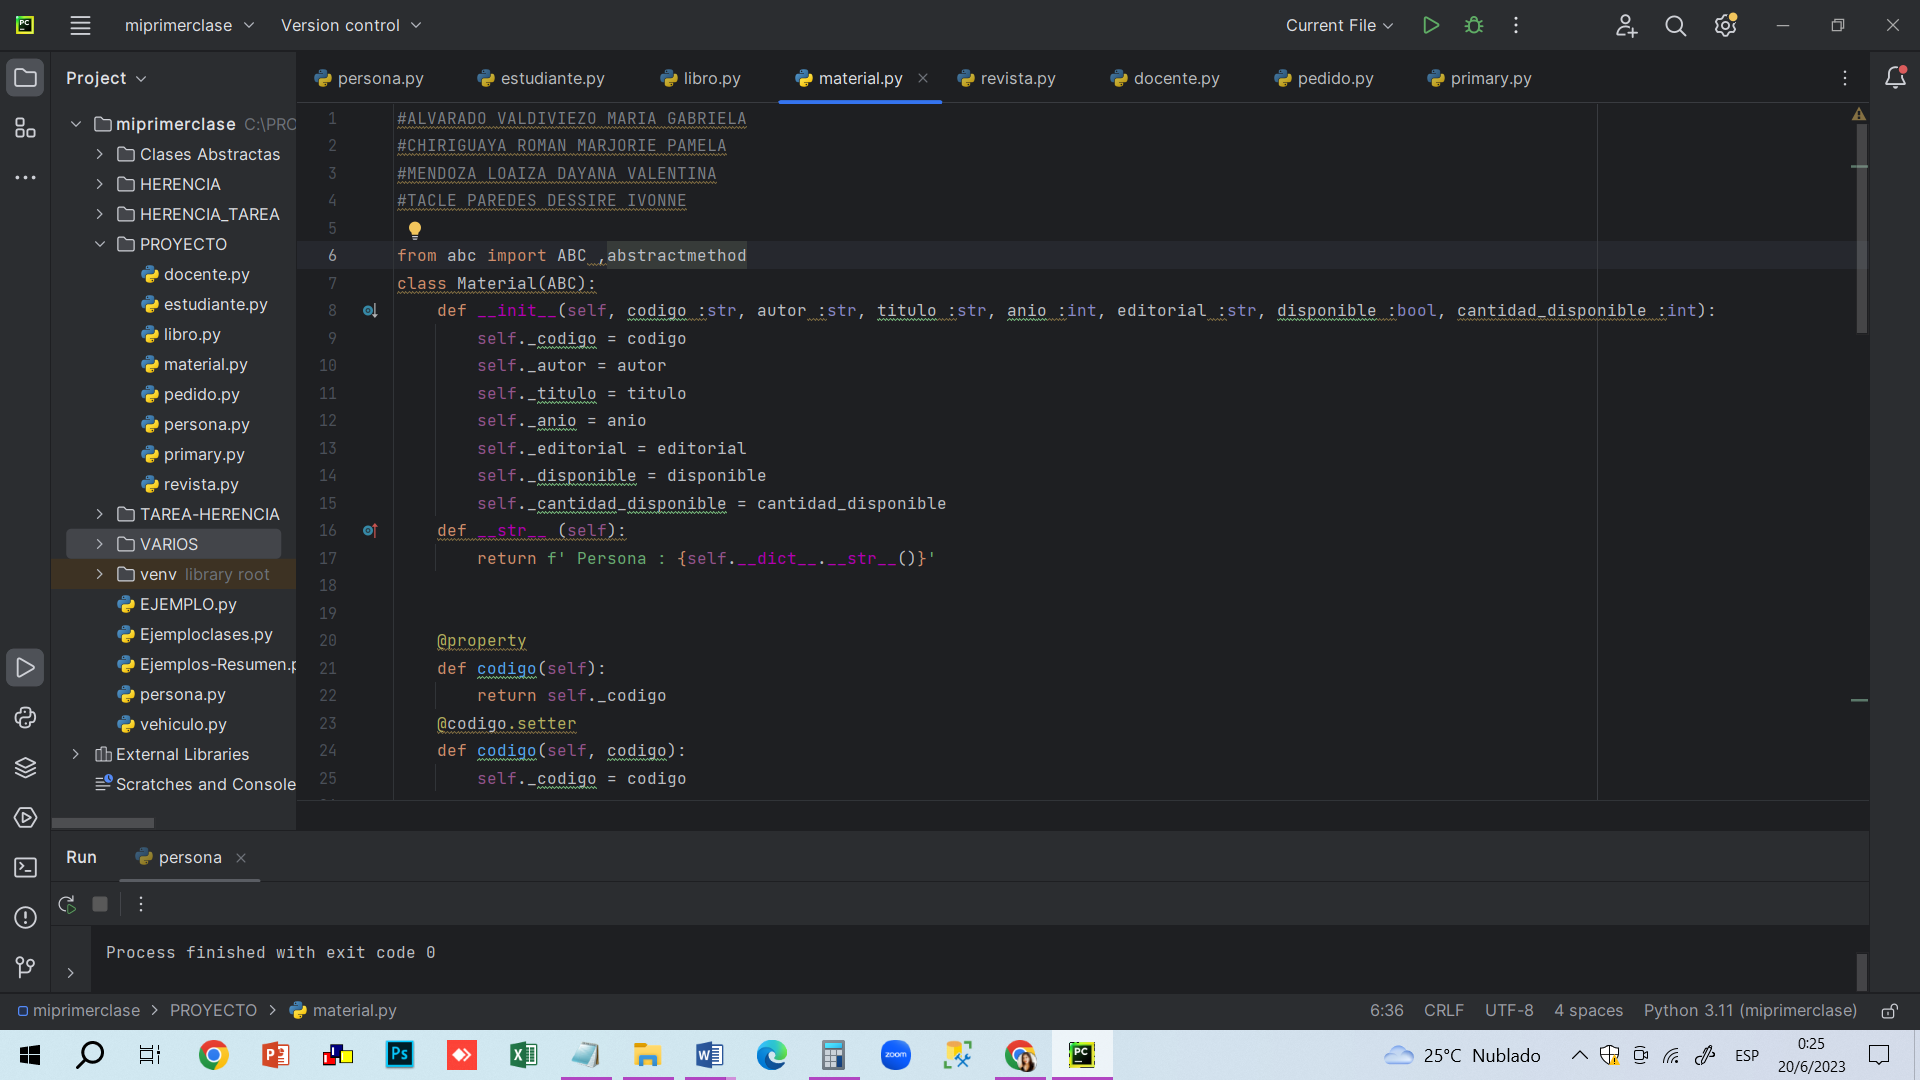 miprimerclase
Version control
Current File
Project
persona.py
estudiante.py
libro.py
material.py
revista.py
docente.py
pedido.py
primary.py
miprimerclase C:\PRO
Clases Abstractas
HERENCIA
HERENCIA_TAREA
PROYECTO
docente.py
estudiante.py
libro.py
material.py
pedido.py
persona.py
primary.py
revista.py
TAREA-HERENCIA
VARIOS
venv library root
EJEMPLO.py
Ejemploclases.py
Ejemplos-Resumen.p
persona.py
vehiculo.py
External Libraries
Scratches and Console
1 #ALVARADO VALDIVIEZO MARIA GABRIELA
2 #CHIRIGUAYA ROMAN MARJORIE PAMELA
3 #MENDOZA LOAIZA DAYANA VALENTINA
4 #TACLE PAREDES DESSIRE IVONNE
5
6 from abc import ABC ,abstractmethod
7 class Material(ABC):
8 def __init__(self, codigo :str, autor :str, titulo :str, anio :int, editorial :str, disponible :bool, cantidad_disponible :int):
9 self._codigo = codigo
10 self._autor = autor
11 self._titulo = titulo
12 self._anio = anio
13 self._editorial = editorial
14 self._disponible = disponible
15 self._cantidad_disponible = cantidad_disponible
16 def __str__ (self):
17 return f' Persona : {self.__dict__.__str__()}'
18
19
20 @property
21 def codigo(self):
22 return self._codigo
23 @codigo.setter
24 def codigo(self, codigo):
25 self._codigo = codigo
Run
persona
Process finished with exit code 0
miprimerclase > PROYECTO > material.py
6:36 CRLF UTF-8 4 spaces Python 3.11 (miprimerclase)
25°C Nublado
ESP
0:25
20/6/2023